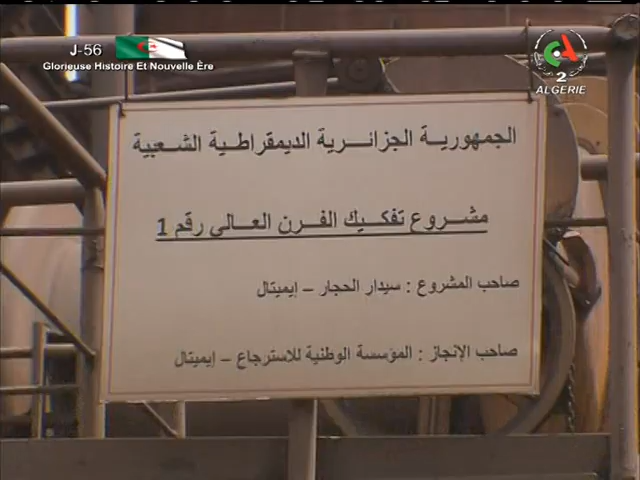 J-56
Glorieuse Histoire Et Nouvelle Ère
2
ALGERIE
الجمهورية الجزائرية الديمقراطية الشعبية
مشروع تفكيك الفرن العالي رقم 1
صاحب المشروع : سيدار الحجار – إيميتال
صاحب الإنجاز : المؤسسة الوطنية للاسترجاع – إيميتال